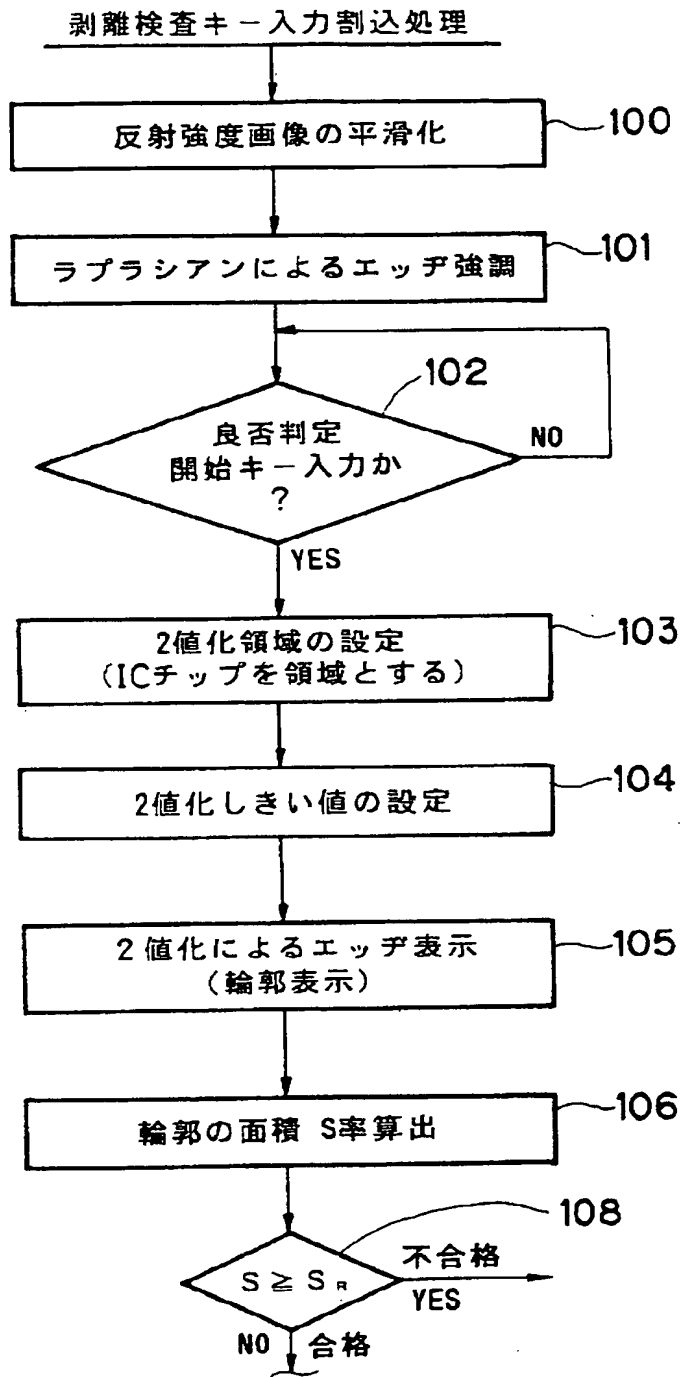 剥離検査キー入力割込処理
反射強度画像の平滑化
100
ラプラシアンによるエッヂ強調
101
102
良否判定
開始キー入力か
?
NO
YES
2値化領域の設定
(ICチップを領域とする)
103
2値化しきい値の設定
104
2値化によるエッヂ表示
(輪郭表示)
105
輪郭の面積 S率算出
106
108
S ≧ SR
不合格
YES
NO 合格